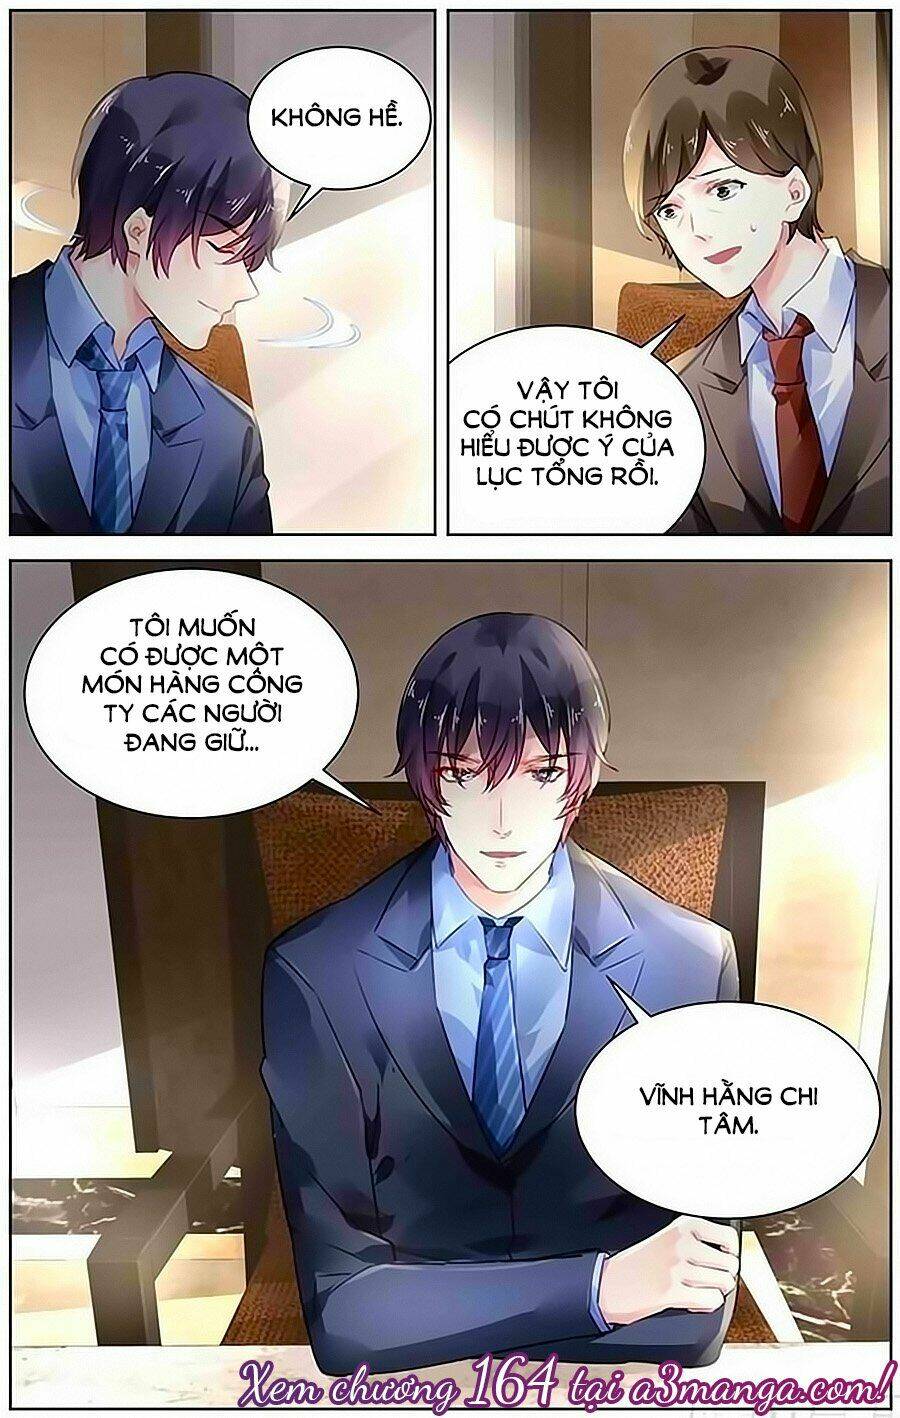 KHÔNG HỀ.
VẬY TÔI
CÓ CHÚT KHÔNG
HIỂU ĐƯỢC Ý CỦA
LỤC TỔNG RỒI.
TÔI MUỐN
CÓ ĐƯỢC MỘT
MÓN HÀNG CÔNG
TY CÁC NGƯỜI
ĐANG GIỮ...
VĨNH HẰNG CHI
TÂM.
Xem chương 164 tại a3manga.com!